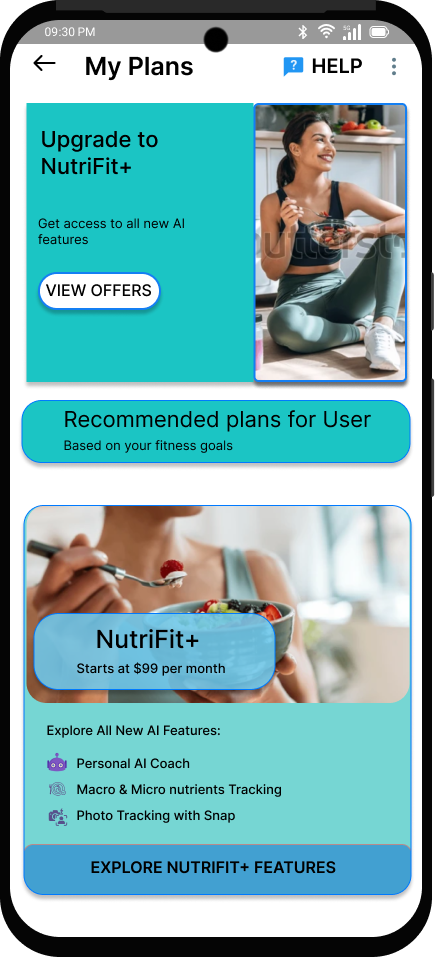 09:30 PM
5G
My Plans
? HELP
Upgrade to
NutriFit+
Get access to all new AI
features
VIEW OFFERS
Recommended plans for User
Based on your fitness goals
NutriFit+
Starts at $99 per month
Explore All New AI Features:
Personal AI Coach
Macro & Micro nutrients Tracking
Photo Tracking with Snap
EXPLORE NUTRIFIT+ FEATURES